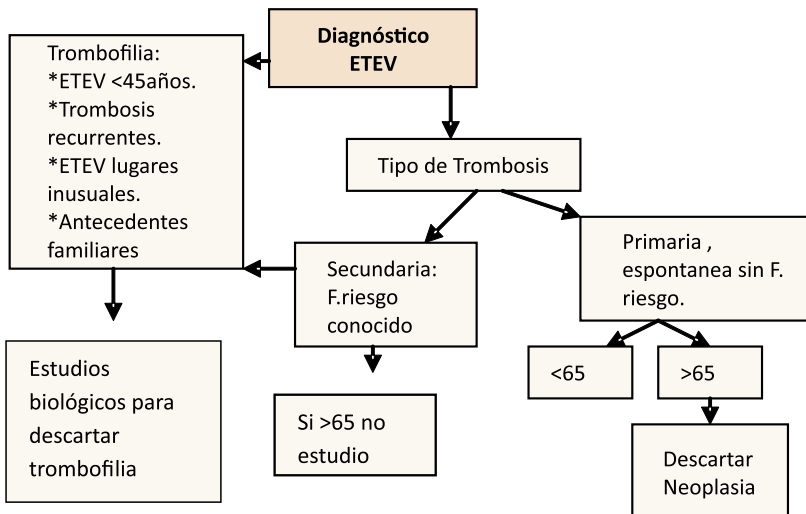 Diagnóstico
ETEV
Trombofilia:
*ETEV <45años.
*Trombosis
recurrentes.
*ETEV lugares
inusuales.
*Antecedentes
familiares
Tipo de Trombosis
Secundaria:
F.riesgo
conocido
Primaria ,
espontanea sin F.
riesgo.
<65
>65
Estudios
biológicos para
descartar
trombofilia
Si >65 no
estudio
Descartar
Neoplasia